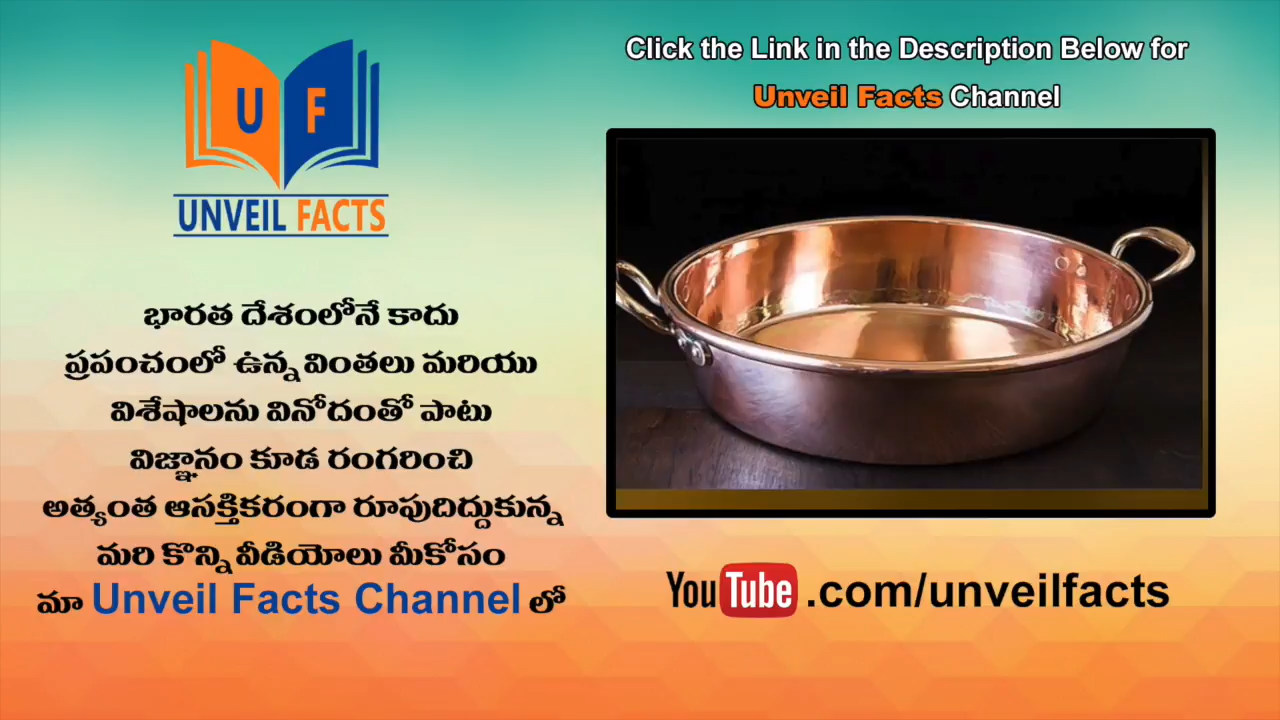 U F
UNVEIL FACTS
భారత దేశంలోనే కాదు
ప్రపంచంలో ఉన్న వింతలు మరియు
విశేషాలను వినోదంతో పాటు
విజ్ఞానం కూడ రంగరించి
అత్యంత ఆసక్తికరంగా రూపుదిద్దుకున్న
మరి కొన్ని వీడియోలు మీకోసం
మా Unveil Facts Channel లో
Click the Link in the Description Below for
Unveil Facts Channel
YouTube .com/unveilfacts